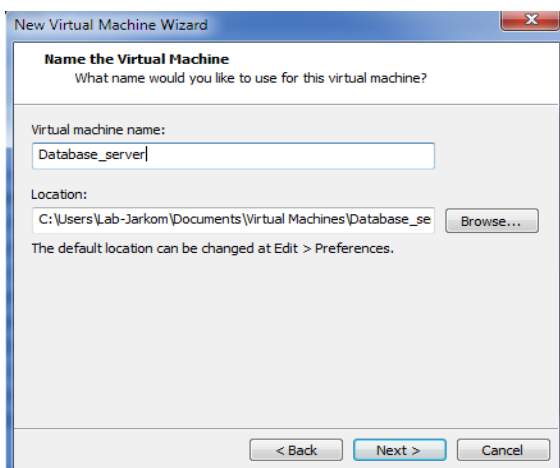 New Virtual Machine Wizard
Name the Virtual Machine
What name would you like to use for this virtual machine?
Virtual machine name:
Database_server
Location:
C:\Users\Lab-Jarkom\Documents\Virtual Machines\Database_se
Browse...
The default location can be changed at Edit > Preferences.
< Back
Next >
Cancel